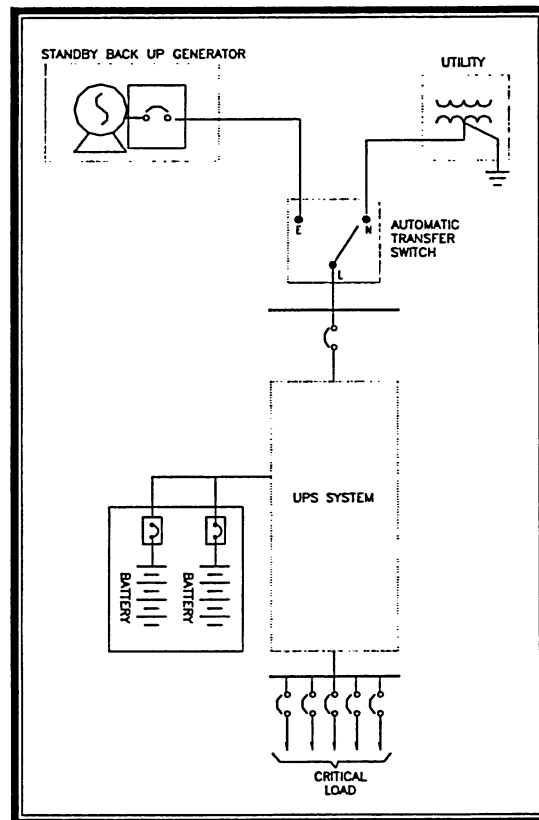 STANDBY BACK UP GENERATOR
UTILITY
E
N
L
AUTOMATIC
TRANSFER
SWITCH
UPS SYSTEM
BATTERY
BATTERY
CRITICAL
LOAD